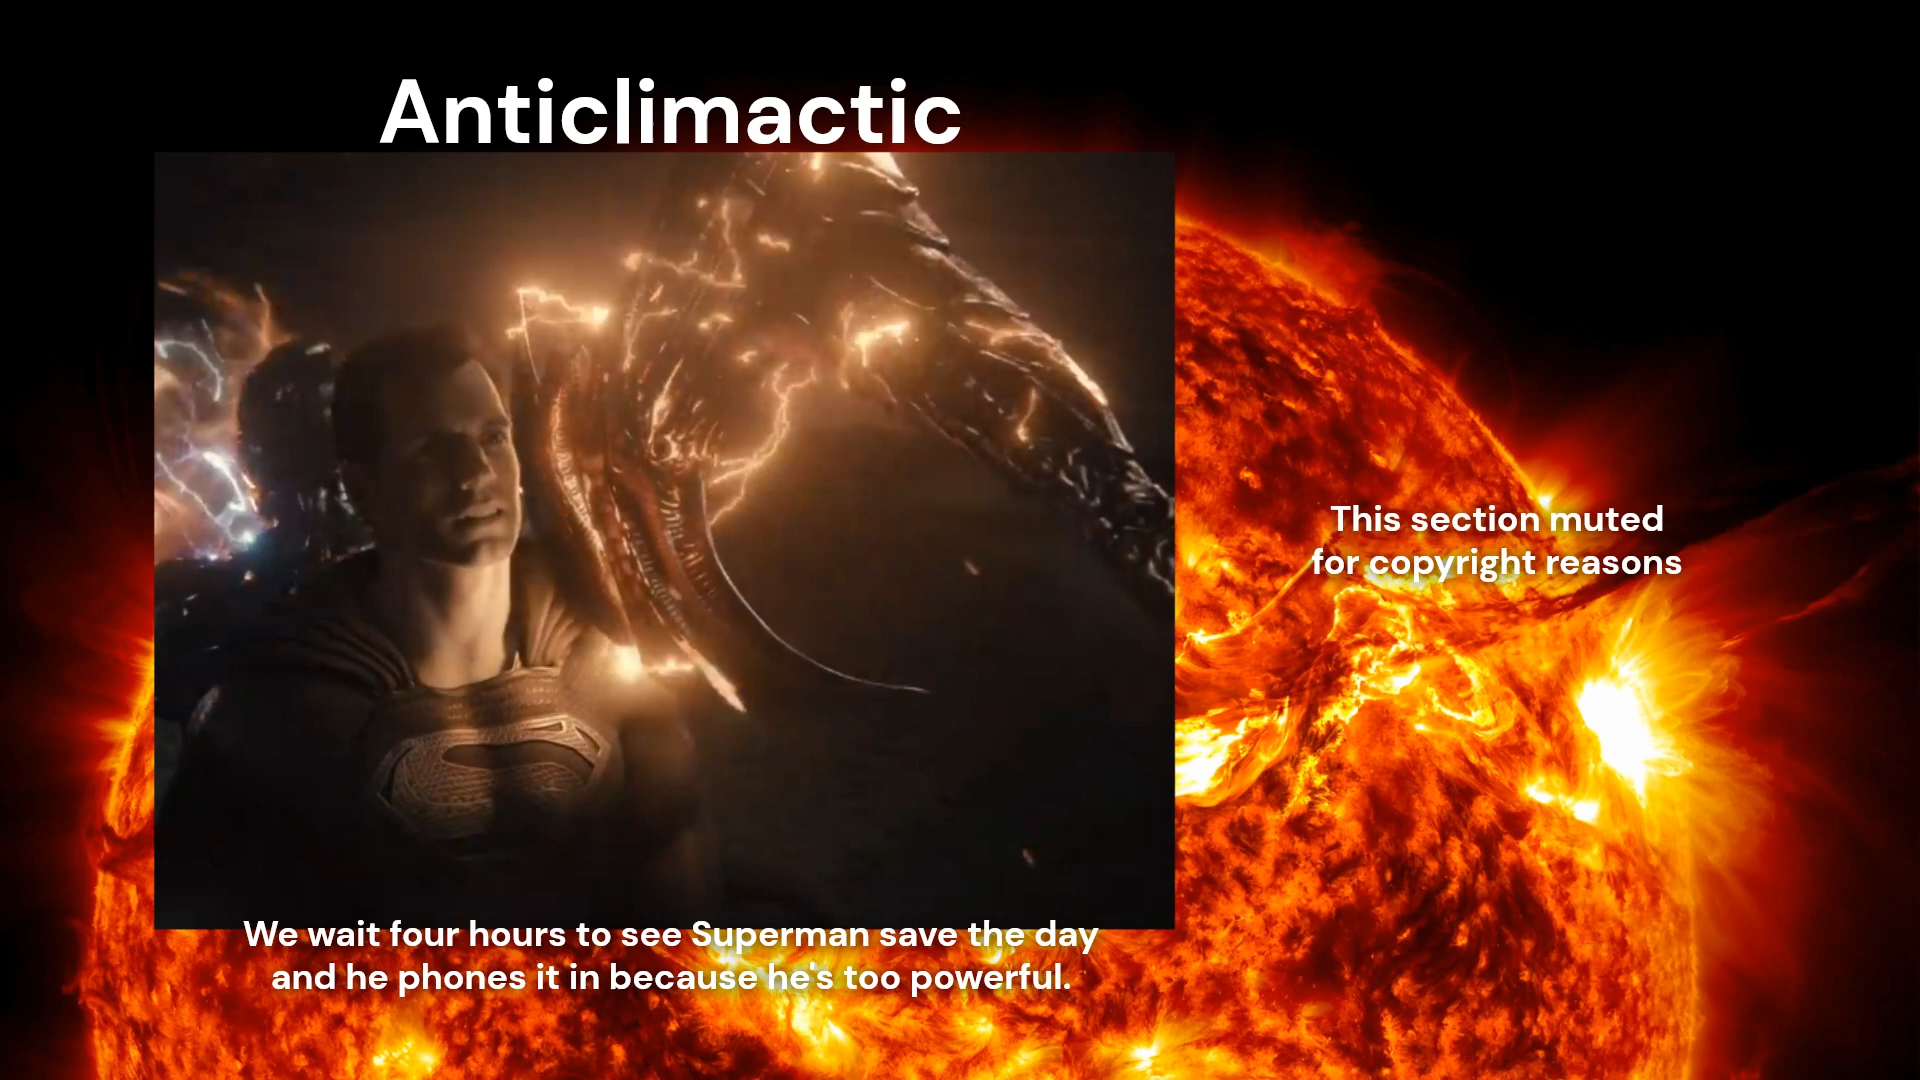 Anticlimactic
This section muted
for copyright reasons
We wait four hours to see Superman save the day
and he phones it in because he's too powerful.